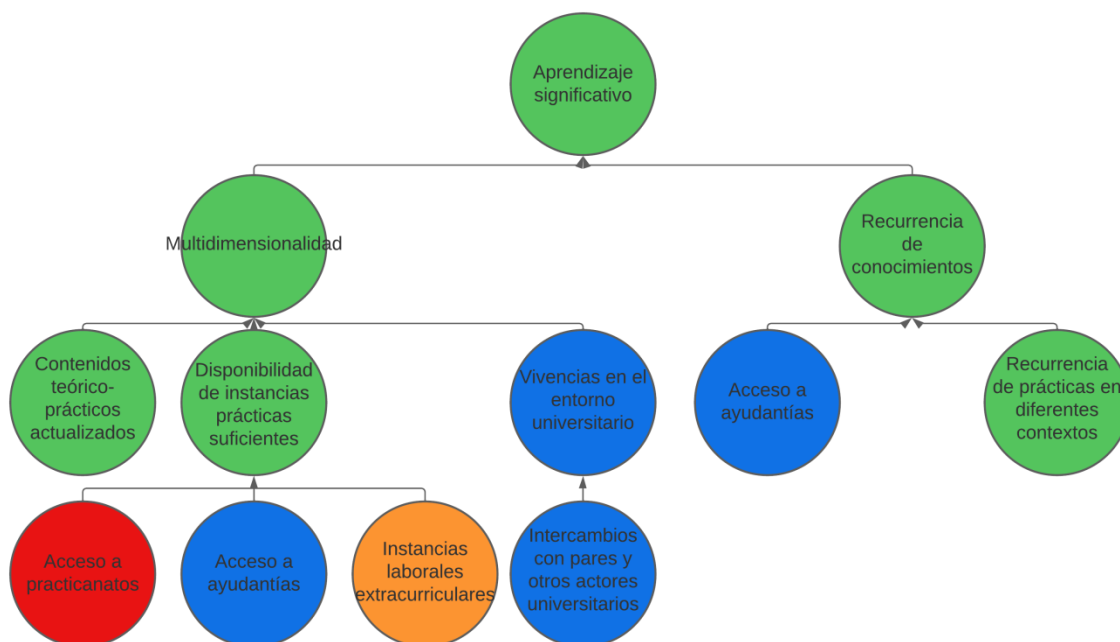 Aprendizaje
significativo
Multidimensionalidad
Recurrencia
de
conocimientos
Contenidos
teórico-
prácticos
actualizados
Disponibilidad
de instancias
prácticas
suficientes
Vivencias en el
entorno
universitario
Acceso a
ayudantías
Recurrencia
de prácticas en
diferentes
contextos
Acceso a
practicanatos
Acceso a
ayudantías
Instancias
laborales
extracurriculares
Intercambios
con pares y
otros actores
universitarios